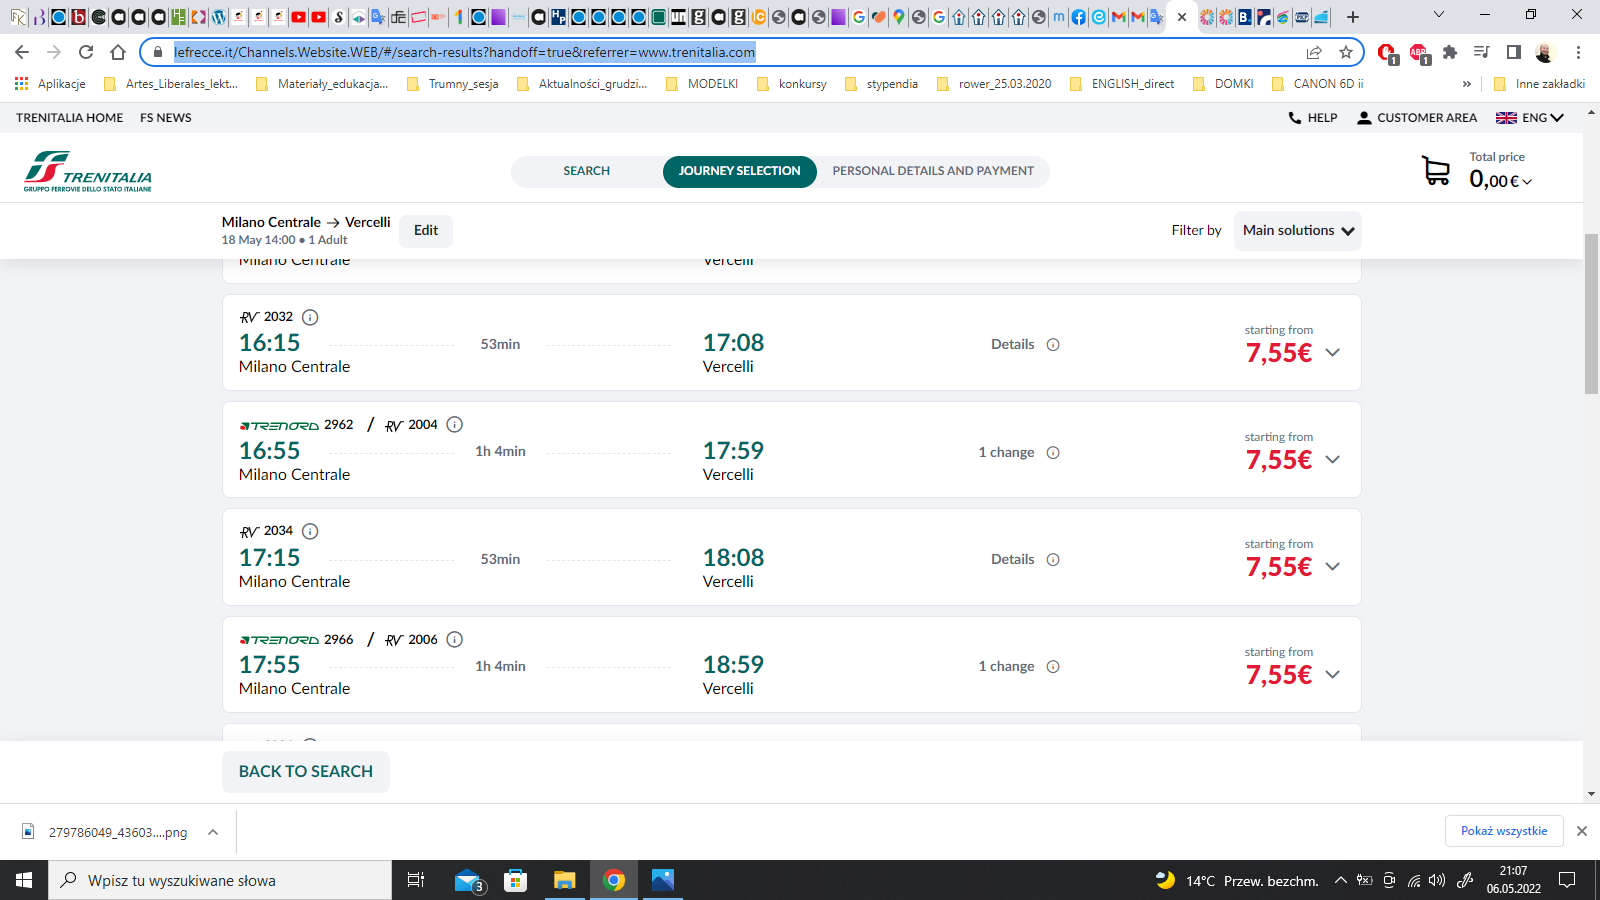 lefrecce.it/Channels.Website.WEB/#/search-results?handoff=true&referrer=www.trenitalia.com
1
1
Aplikacje
Artes_Liberales_lekt...
Materiały_edukacja...
Trumny_sesja
Aktualności_grudzi...
MODELKI
konkursy
stypendia
rower_25.03.2020
ENGLISH_direct
DOMKI
CANON 6D ii
»
Inne zakładki
TRENITALIA HOME
FS NEWS
HELP
CUSTOMER AREA
ENG
TRENITALIA
GRUPPO FERROVIE DELLO STATO ITALIANE
SEARCH
JOURNEY SELECTION
PERSONAL DETAILS AND PAYMENT
Total price
0,00 €
Milano Centrale → Vercelli
18 May 14:00 • 1 Adult
Edit
Filter by
Main solutions
Milano Centrale
Vercelli
RV 2032
16:15
53min
17:08
Details
starting from
7,55€
Milano Centrale
Vercelli
TRENORD 2962 / RV 2004
16:55
1h 4min
17:59
1 change
starting from
7,55€
Milano Centrale
Vercelli
RV 2034
17:15
53min
18:08
Details
starting from
7,55€
Milano Centrale
Vercelli
TRENORD 2966 / RV 2006
17:55
1h 4min
18:59
1 change
starting from
7,55€
Milano Centrale
Vercelli
BACK TO SEARCH
279786049_43603....png
Pokaż wszystkie
Wpisz tu wyszukiwane słowa
3
14°C Przew. bezchm.
21:07
06.05.2022